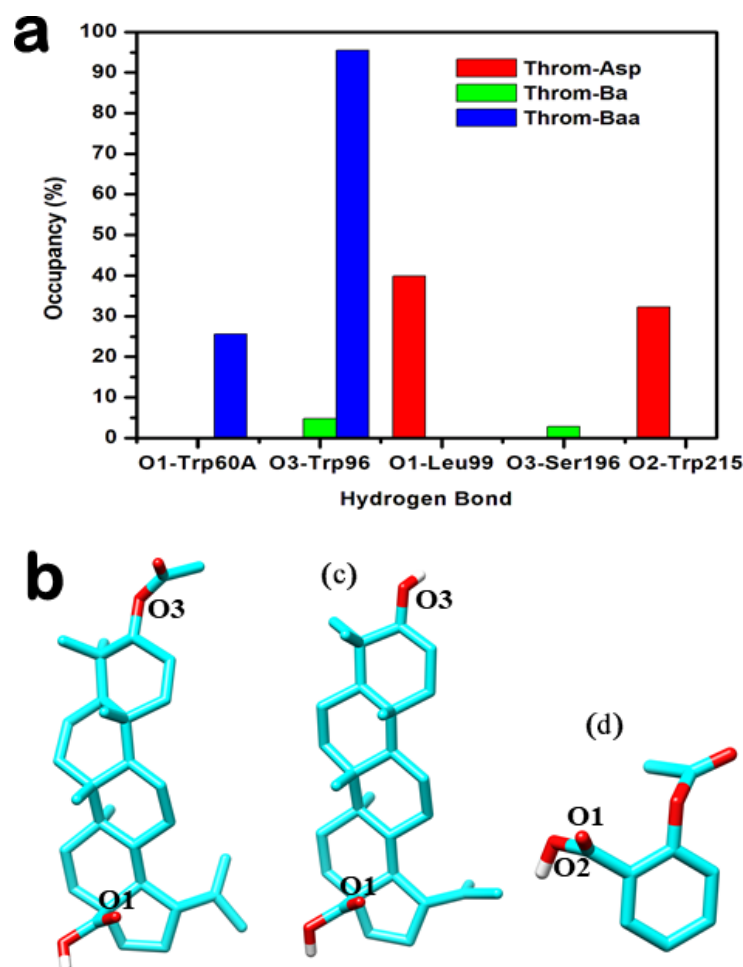 a
100
90
80
70
60
50
40
30
20
10
0
Occupancy (%)
Throm-Asp
Throm-Ba
Throm-Baa
O1-Trp60A O3-Trp96 O1-Leu99 O3-Ser196 O2-Trp215
Hydrogen Bond
b
O3
O1
(c)
O3
O1
(d)
O1
O2